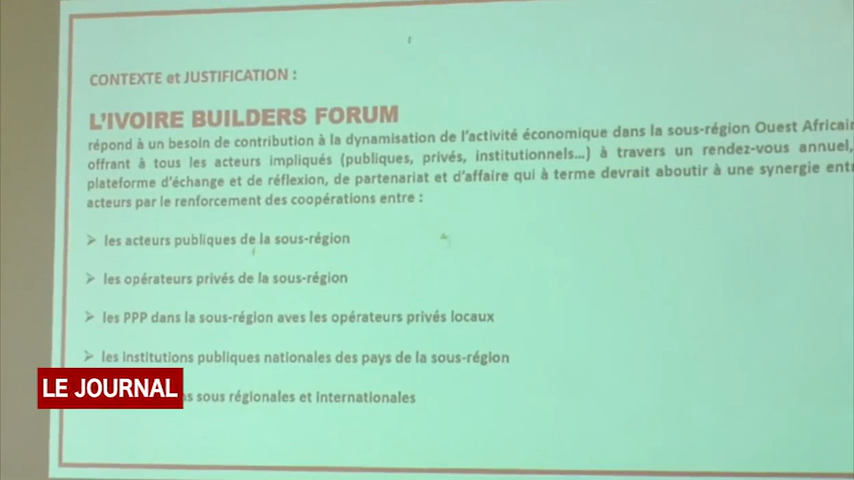 CONTEXTE et JUSTIFICATION :
L'IVOIRE BUILDERS FORUM
répond à un besoin de contribution à la dynamisation de l'activité économique dans la sous-région Ouest Africain
offrant à tous les acteurs impliqués (publiques, privés, institutionnels...) à travers un rendez-vous annuel,
plateforme d'échange et de réflexion, de partenariat et d'affaire qui à terme devrait aboutir à une synergie entr
acteurs par le renforcement des coopérations entre :
➢ les acteurs publiques de la sous-région
➢ les opérateurs privés de la sous-région
➢ les PPP dans la sous-région aves les opérateurs privés locaux
➢ les institutions publiques nationales des pays de la sous-région
sous régionales et internationales
LE JOURNAL